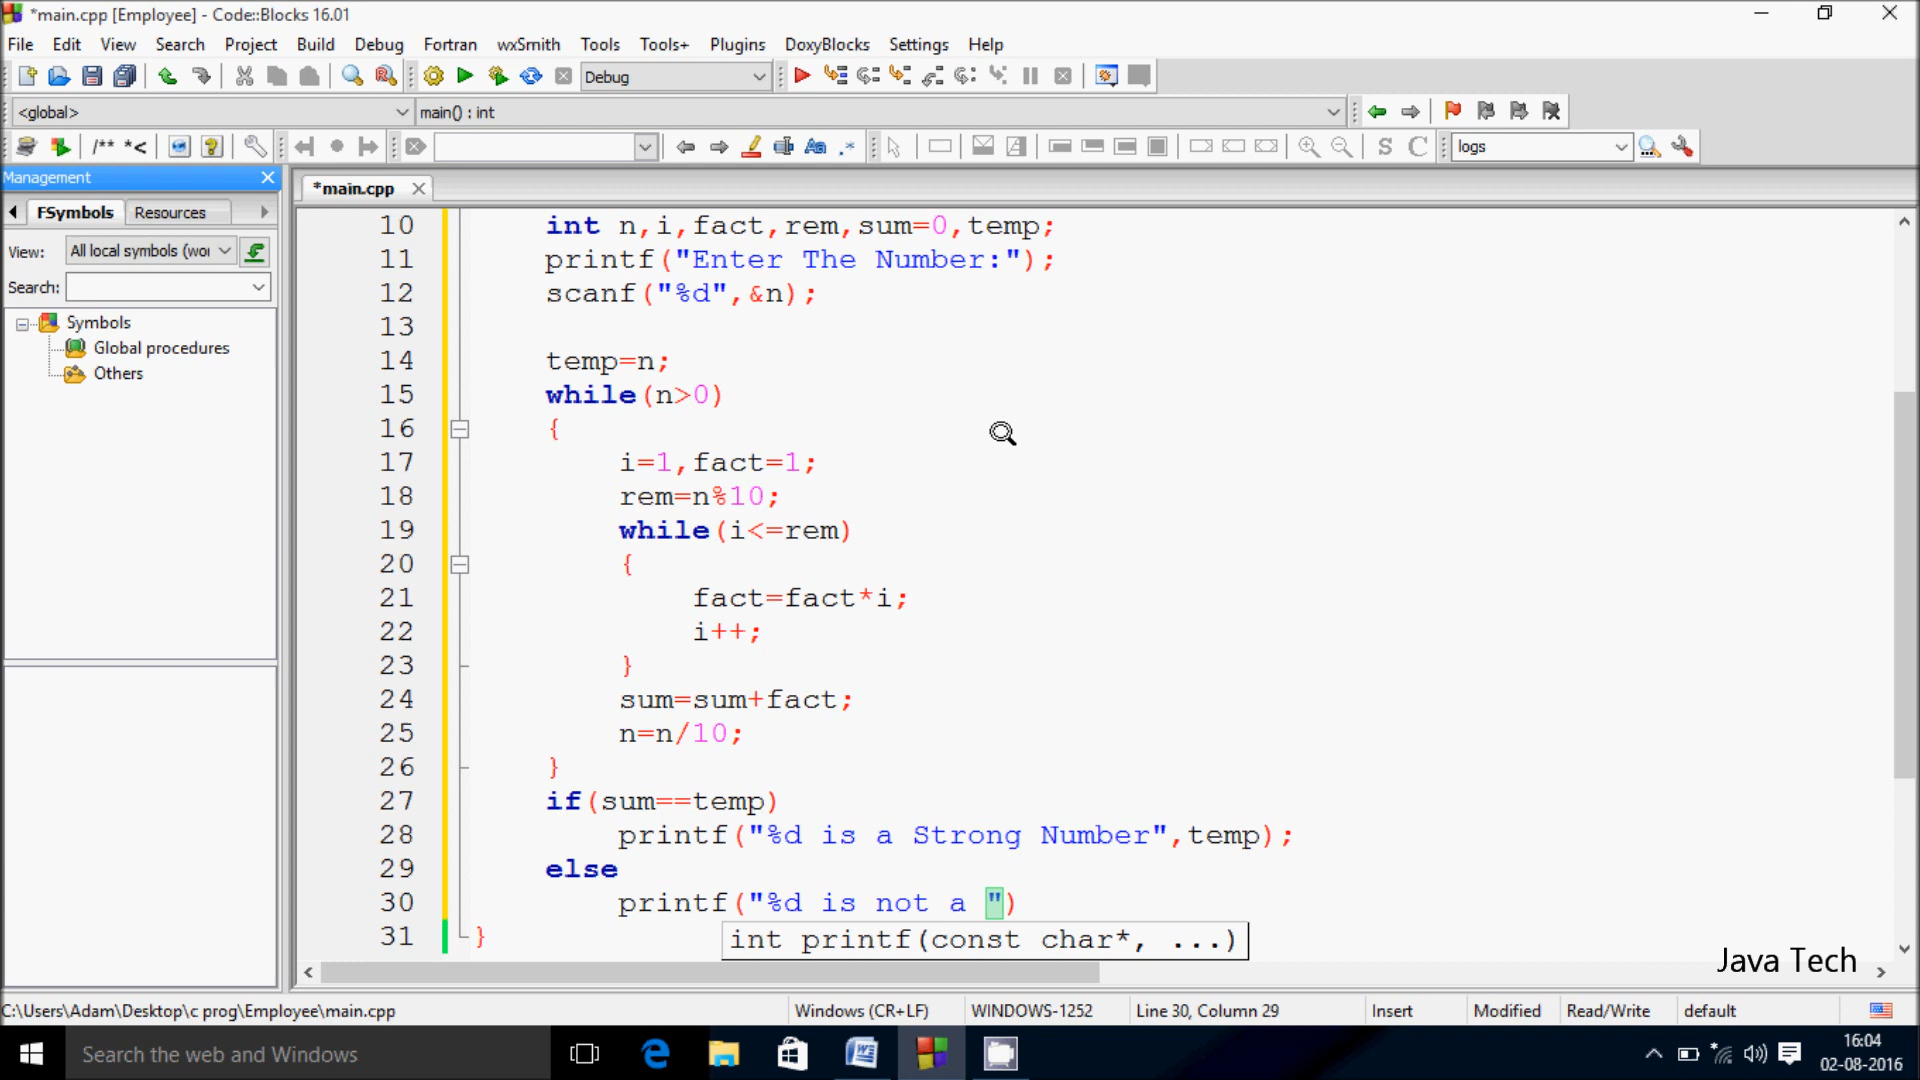 *main.cpp [Employee] - Code::Blocks 16.01
File Edit View Search Project Build Debug Fortran wxSmith Tools Tools+ Plugins DoxyBlocks Settings Help
Debug
<global> main() : int
/** *< S C logs
Management
*main.cpp
FSymbols Resources
View: All local symbols (wor
Search:
Symbols
Global procedures
Others
10 int n,i,fact,rem,sum=0,temp;
11 printf("Enter The Number:");
12 scanf("%d",&n);
13
14 temp=n;
15 while(n>0)
16 {
17 i=1,fact=1;
18 rem=n%10;
19 while(i<=rem)
20 {
21 fact=fact*i;
22 i++;
23 }
24 sum=sum+fact;
25 n=n/10;
26 }
27 if(sum==temp)
28 printf("%d is a Strong Number",temp);
29 else
30 printf("%d is not a ")
31 }
int printf(const char*, ...)
Java Tech
C:\Users\Adam\Desktop\c prog\Employee\main.cpp Windows (CR+LF) WINDOWS-1252 Line 30, Column 29 Insert Modified Read/Write default
Search the web and Windows
16:04
02-08-2016